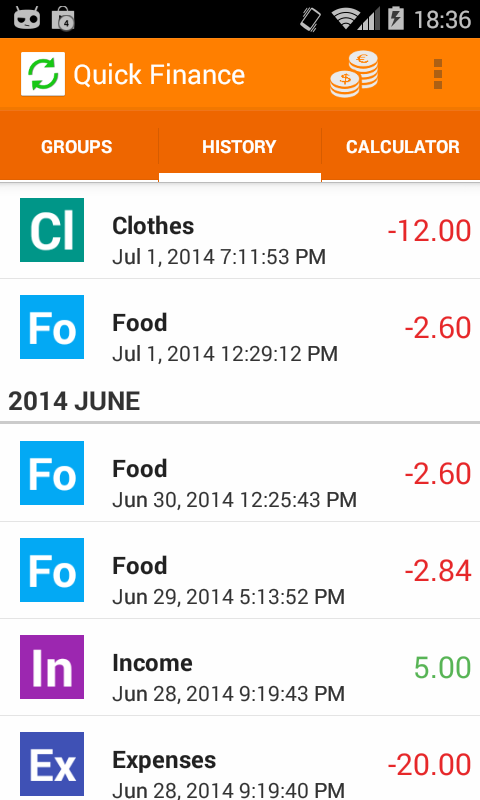 4
18:36
Quick Finance
GROUPS
HISTORY
CALCULATOR
Cl
Clothes
-12.00
Jul 1, 2014 7:11:53 PM
Fo
Food
-2.60
Jul 1, 2014 12:29:12 PM
2014 JUNE
Fo
Food
-2.60
Jun 30, 2014 12:25:43 PM
Fo
Food
-2.84
Jun 29, 2014 5:13:52 PM
In
Income
5.00
Jun 28, 2014 9:19:43 PM
Ex
Expenses
-20.00
Jun 28, 2014 9:19:40 PM